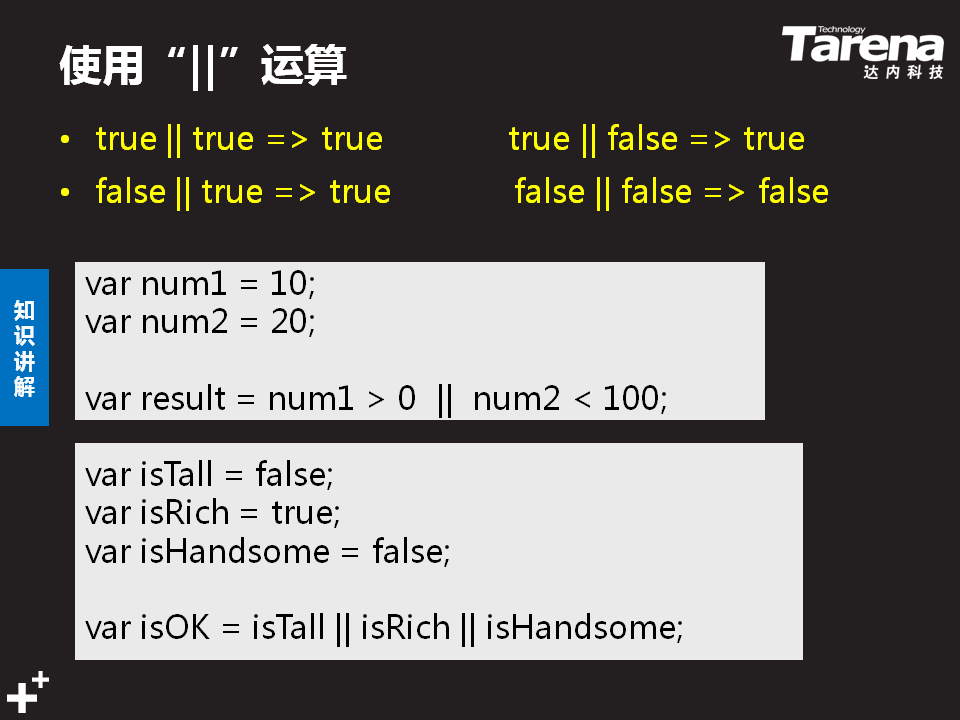 使用“||”运算
Technology
Tarena
达内科技
• true || true => true true || false => true
• false || true => true false || false => false
知识讲解
var num1 = 10;
var num2 = 20;
var result = num1 > 0 || num2 < 100;
var isTall = false;
var isRich = true;
var isHandsome = false;
var isOK = isTall || isRich || isHandsome;